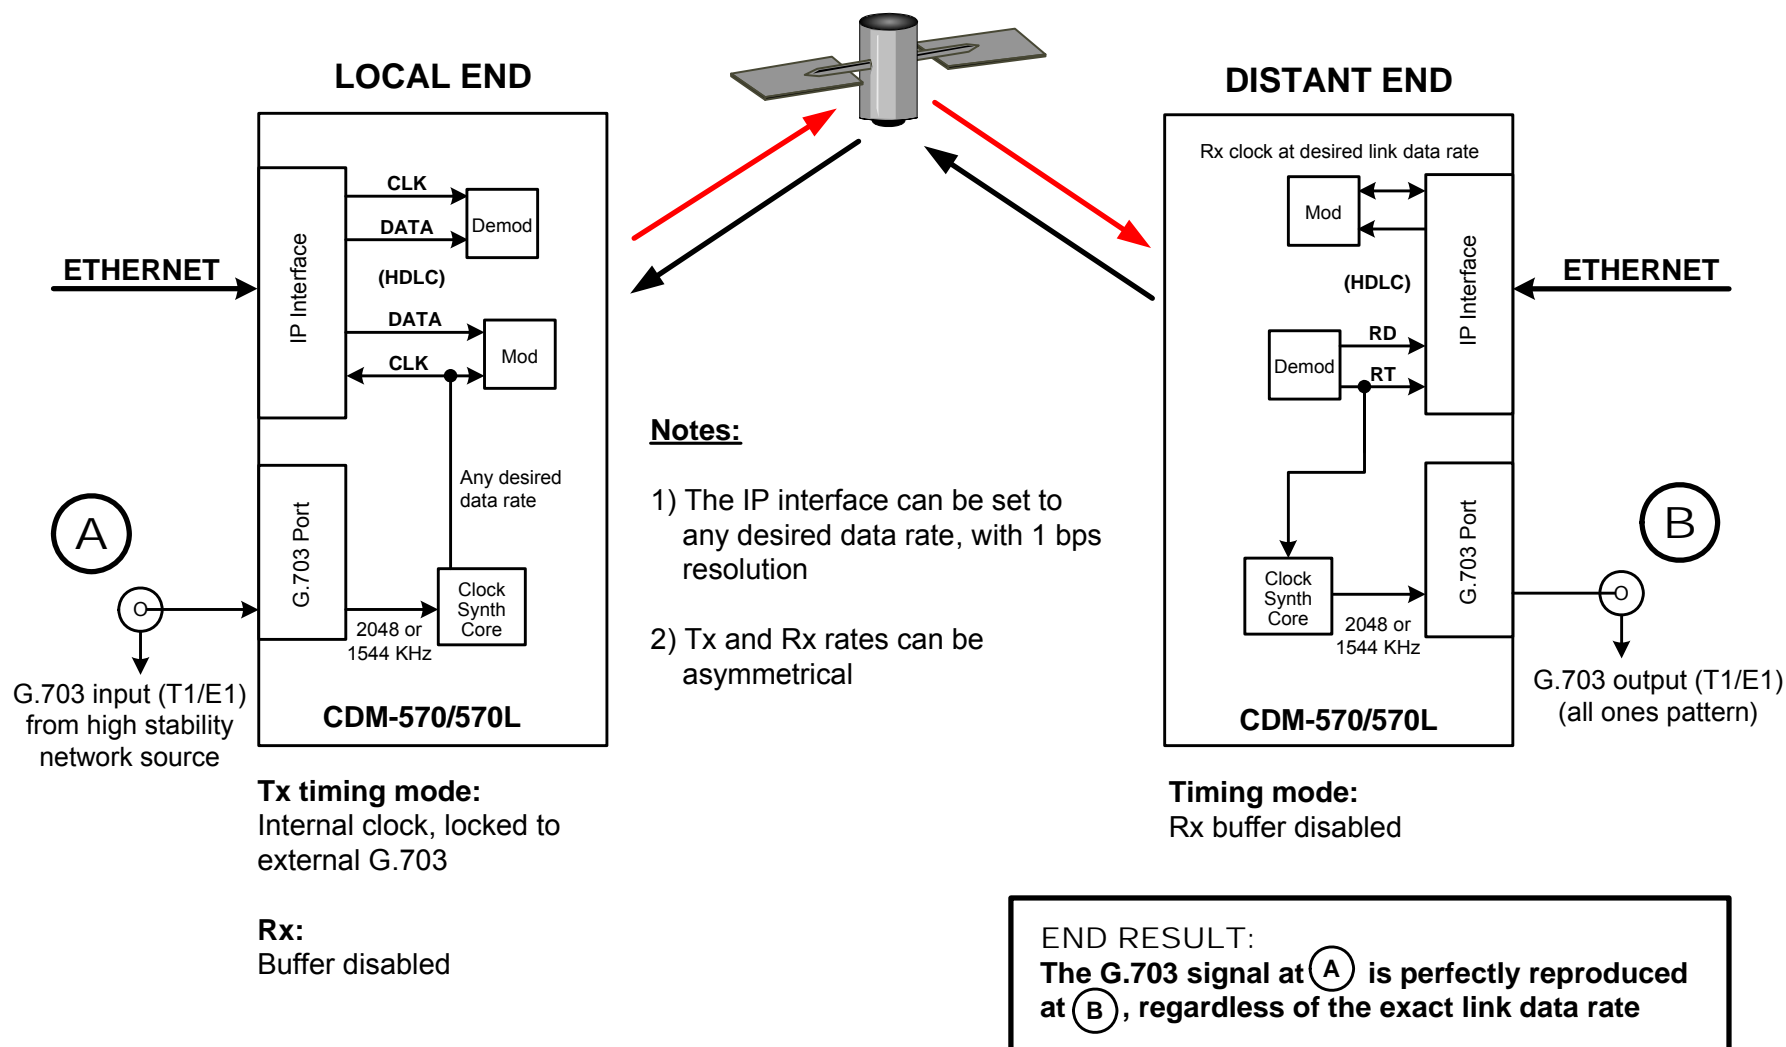 LOCAL END
DISTANT END
CLK
DATA
Demod
IP Interface
(HDLC)
ETHERNET
DATA
CLK
Mod
Any desired
data rate
A
G.703 Port
Clock
Synth
Core
2048 or
1544 KHz
G.703 input (T1/E1)
from high stability
network source
CDM-570/570L
Tx timing mode:
Internal clock, locked to
external G.703
Rx:
Buffer disabled
Notes:
1) The IP interface can be set to
any desired data rate, with 1 bps
resolution
2) Tx and Rx rates can be
asymmetrical
Rx clock at desired link data rate
Mod
IP Interface
(HDLC)
ETHERNET
RD
Demod
RT
B
G.703 Port
Clock
Synth
Core
2048 or
1544 KHz
G.703 output (T1/E1)
(all ones pattern)
CDM-570/570L
Timing mode:
Rx buffer disabled
END RESULT:
The G.703 signal at A is perfectly reproduced
at B, regardless of the exact link data rate